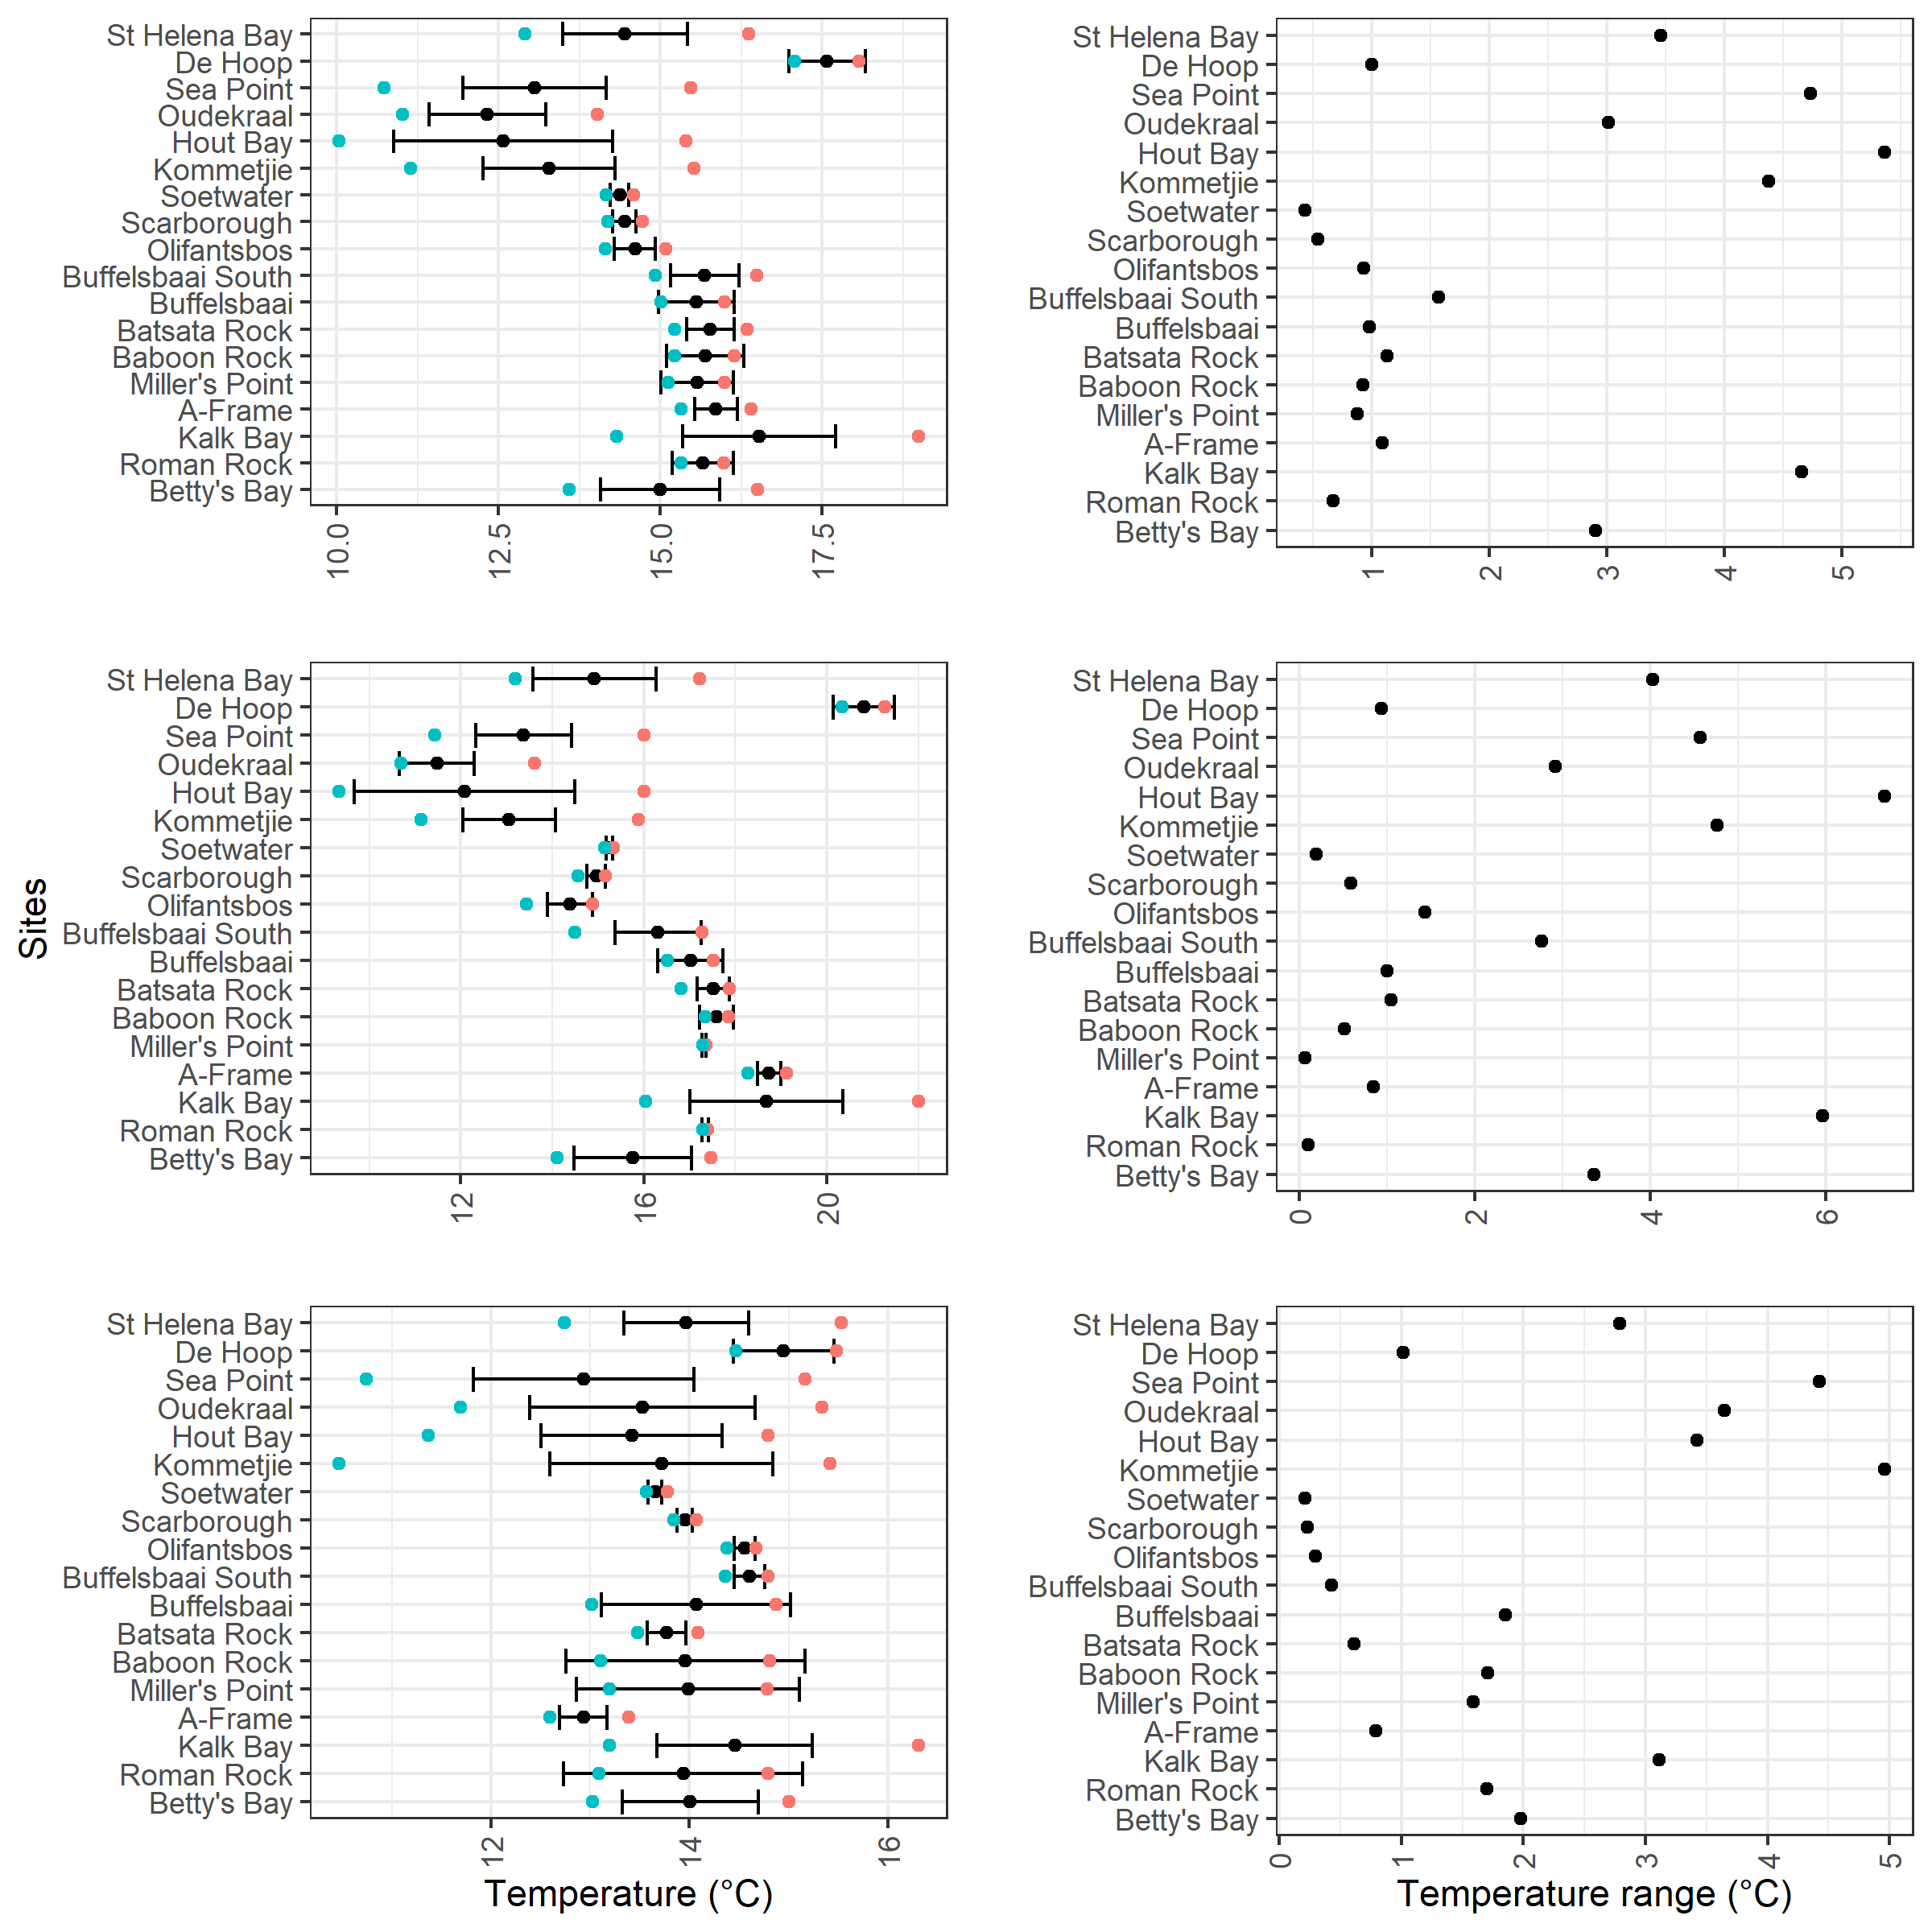 St Helena Bay
De Hoop
Sea Point
Oudekraal
Hout Bay
Kommetjie
Soetwater
Scarborough
Olifantsbos
Buffelsbaai South
Buffelsbaai
Batsata Rock
Baboon Rock
Miller's Point
A-Frame
Kalk Bay
Roman Rock
Betty's Bay
10.0 12.5 15.0 17.5
St Helena Bay
De Hoop
Sea Point
Oudekraal
Hout Bay
Kommetjie
Soetwater
Scarborough
Olifantsbos
Buffelsbaai South
Buffelsbaai
Batsata Rock
Baboon Rock
Miller's Point
A-Frame
Kalk Bay
Roman Rock
Betty's Bay
1 2 3 4 5
Sites
St Helena Bay
De Hoop
Sea Point
Oudekraal
Hout Bay
Kommetjie
Soetwater
Scarborough
Olifantsbos
Buffelsbaai South
Buffelsbaai
Batsata Rock
Baboon Rock
Miller's Point
A-Frame
Kalk Bay
Roman Rock
Betty's Bay
12 16 20
St Helena Bay
De Hoop
Sea Point
Oudekraal
Hout Bay
Kommetjie
Soetwater
Scarborough
Olifantsbos
Buffelsbaai South
Buffelsbaai
Batsata Rock
Baboon Rock
Miller's Point
A-Frame
Kalk Bay
Roman Rock
Betty's Bay
0 2 4 6
St Helena Bay
De Hoop
Sea Point
Oudekraal
Hout Bay
Kommetjie
Soetwater
Scarborough
Olifantsbos
Buffelsbaai South
Buffelsbaai
Batsata Rock
Baboon Rock
Miller's Point
A-Frame
Kalk Bay
Roman Rock
Betty's Bay
12 14 16
Temperature (°C)
St Helena Bay
De Hoop
Sea Point
Oudekraal
Hout Bay
Kommetjie
Soetwater
Scarborough
Olifantsbos
Buffelsbaai South
Buffelsbaai
Batsata Rock
Baboon Rock
Miller's Point
A-Frame
Kalk Bay
Roman Rock
Betty's Bay
0 1 2 3 4 5
Temperature range (°C)